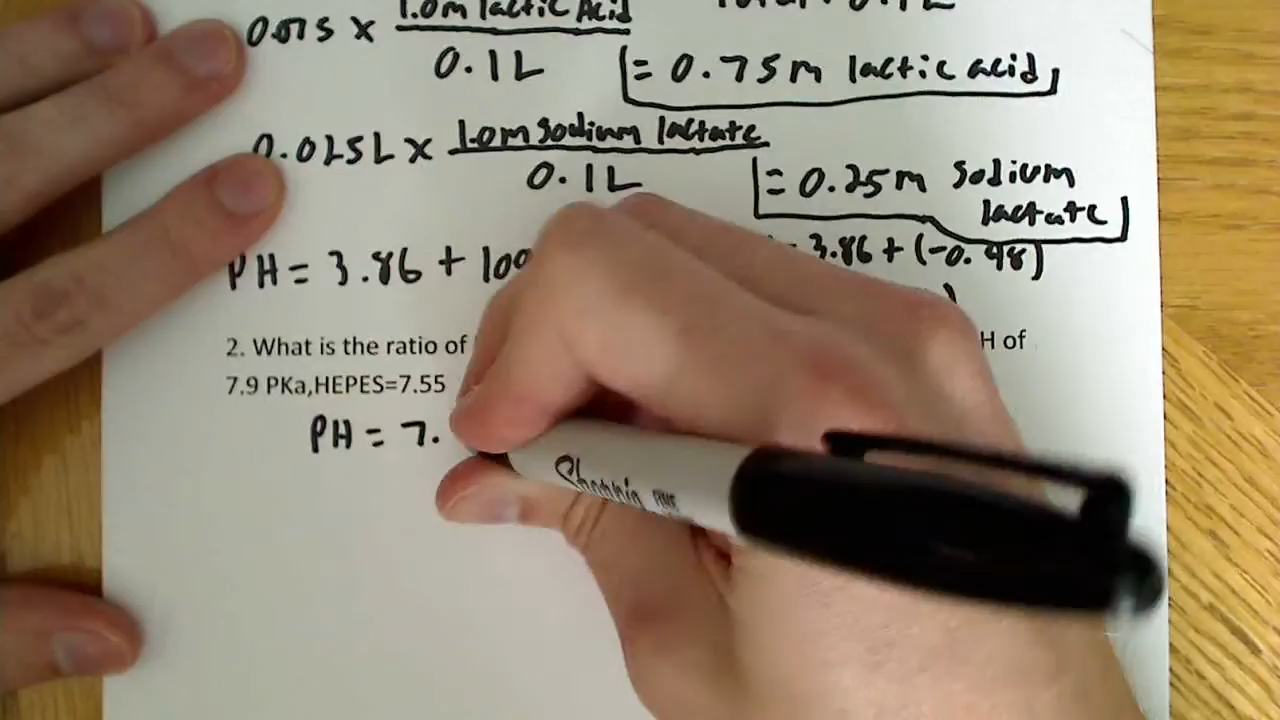 0.075 x 1.0m lactic Acid
0.1L = 0.75m lactic acid
0.025L x 1.0m sodium lactate
0.1L = 0.25m sodium
lactate
PH = 3.86 + 3.86 + (-0.48)
2. What is the ratio of H of
7.9 PKa,HEPES=7.55
PH = 7.
Sharpie